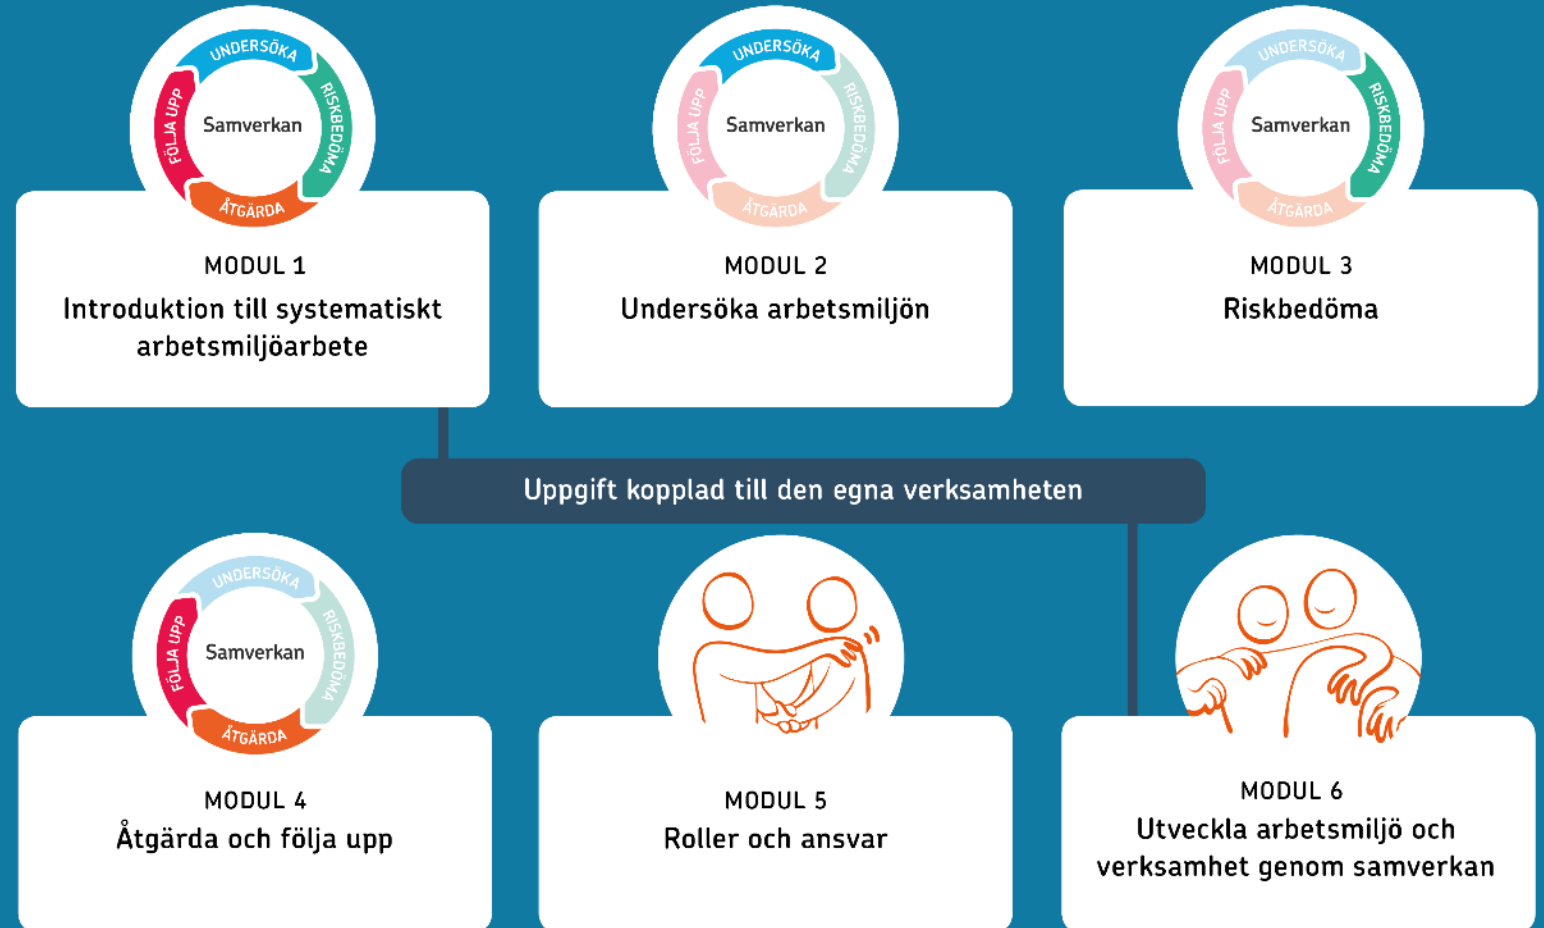 UNDERSÖKA
RISKBEDÖMA
ÅTGÄRDA
FÖLJA UPP
Samverkan
MODUL 1
Introduktion till systematiskt
arbetsmiljöarbete
UNDERSÖKA
RISKBEDÖMA
ÅTGÄRDA
FÖLJA UPP
Samverkan
MODUL 2
Undersöka arbetsmiljön
UNDERSÖKA
RISKBEDÖMA
ÅTGÄRDA
FÖLJA UPP
Samverkan
MODUL 3
Riskbedöma
Uppgift kopplad till den egna verksamheten
UNDERSÖKA
RISKBEDÖMA
ÅTGÄRDA
FÖLJA UPP
Samverkan
MODUL 4
Åtgärda och följa upp
MODUL 5
Roller och ansvar
MODUL 6
Utveckla arbetsmiljö och
verksamhet genom samverkan